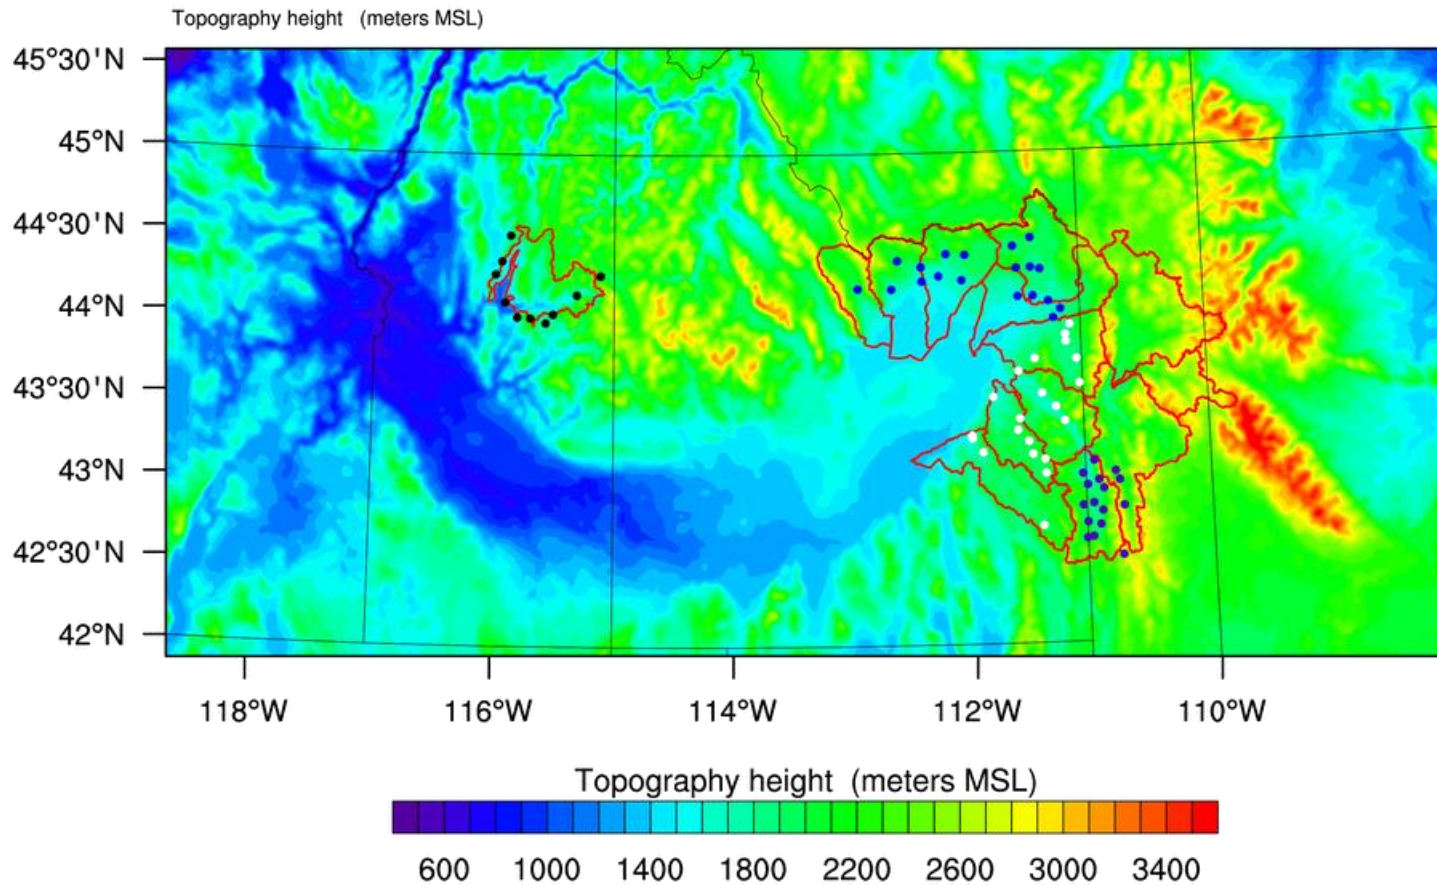 Topography height (meters MSL)
45°30'N
45°N
44°30'N
44°N
43°30'N
43°N
42°30'N
42°N
118°W 116°W 114°W 112°W 110°W
Topography height (meters MSL)
600 1000 1400 1800 2200 2600 3000 3400